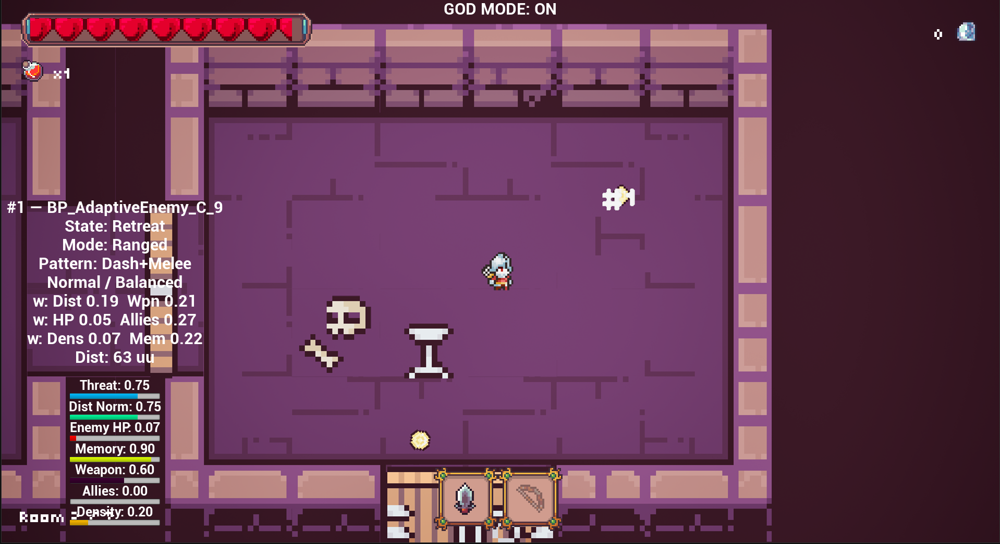 GOD MODE: ON
0
x1
#1 — BP_AdaptiveEnemy_C_9
State: Retreat
Mode: Ranged
Pattern: Dash+Melee
Normal / Balanced
w: Dist 0.19 Wpn 0.21
w: HP 0.05 Allies 0.27
w: Dens 0.07 Mem 0.22
Dist: 63 uu
Threat: 0.75
Dist Norm: 0.75
Enemy HP: 0.07
Memory: 0.90
Weapon: 0.60
Allies: 0.00
Density: 0.20
Room